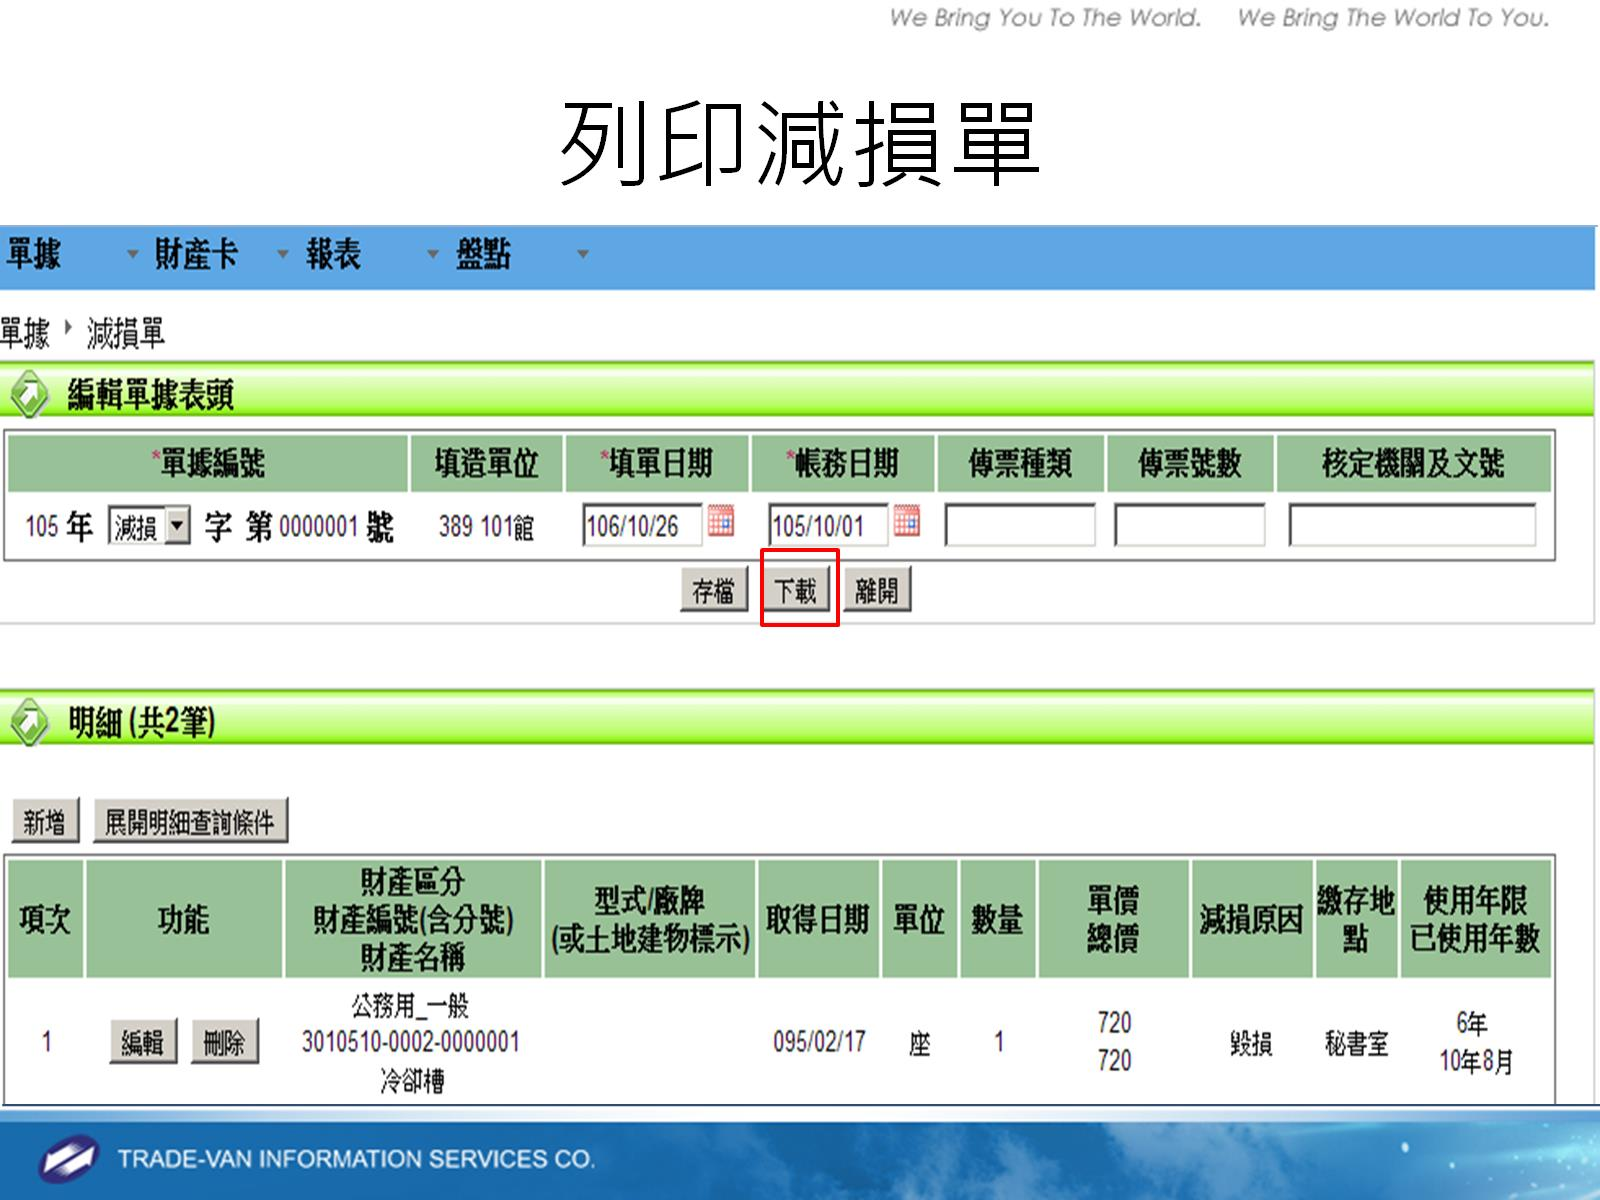 We Bring You To The World.    We Bring The World To You.
列印減損單
單據 財產卡 報表 盤點
單據 減損單
編輯單據表頭
*單據編號 填造單位 *填單日期 *帳務日期 傳票種類 傳票號數 核定機關及文號
105 年 減損 字 第 0000001 號 389 101館 106/10/26 105/10/01
存檔 下載 離開
明細 (共2筆)
新增 展開明細查詢條件
項次 功能 財產區分 財產編號(含分號) 財產名稱 型式/廠牌 (或土地建物標示) 取得日期 單位 數量 單價 總價 減損原因 繳存地點 使用年限 已使用年數
1 編輯 刪除 公務用_一般 3010510-0002-0000001 冷卻槽 095/02/17 座 1 720 720 毀損 秘書室 6年 10年8月
TRADE-VAN INFORMATION SERVICES CO.